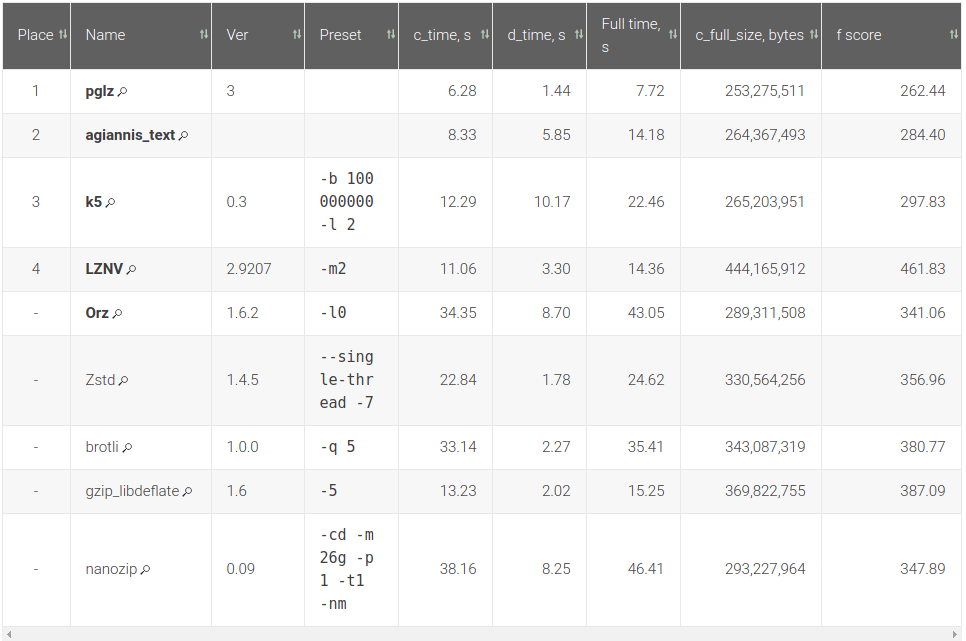 Place Name Ver Preset c_time, s d_time, s Full time, s c_full_size, bytes f score
1 pglz 3 6.28 1.44 7.72 253,275,511 262.44
2 agiannis_text 8.33 5.85 14.18 264,367,493 284.40
-b 100
3 k5 0.3 000000 12.29 10.17 22.46 265,203,951 297.83
-l 2
4 LZNV 2.9207 -m2 11.06 3.30 14.36 444,165,912 461.83
- Orz 1.6.2 -l0 34.35 8.70 43.05 289,311,508 341.06
--sing
- Zstd 1.4.5 le-thr 22.84 1.78 24.62 330,564,256 356.96
ead -7
- brotli 1.0.0 -q 5 33.14 2.27 35.41 343,087,319 380.77
- gzip_libdeflate 1.6 -5 13.23 2.02 15.25 369,822,755 387.09
-cd -m
26g -p
- nanozip 0.09 1 -t1 38.16 8.25 46.41 293,227,964 347.89
-nm